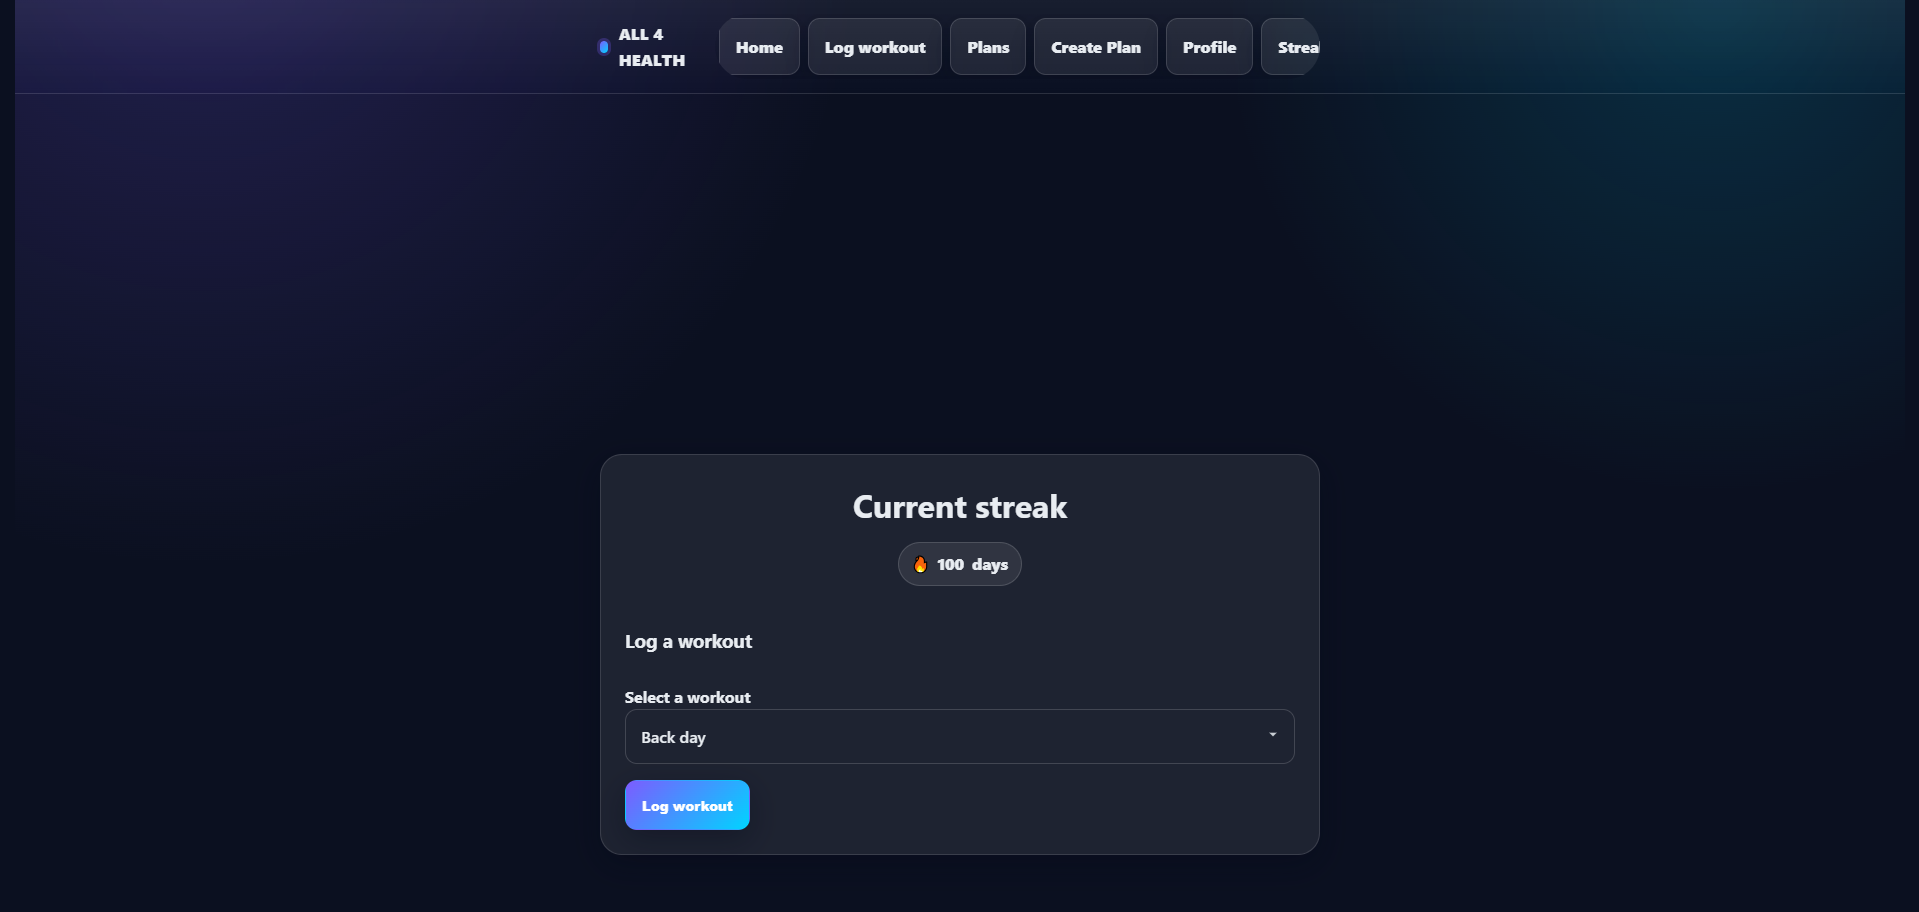 ALL 4
HEALTH
Home
Log workout
Plans
Create Plan
Profile
Strea
Current streak
🔥 100 days
Log a workout
Select a workout
Back day
Log workout